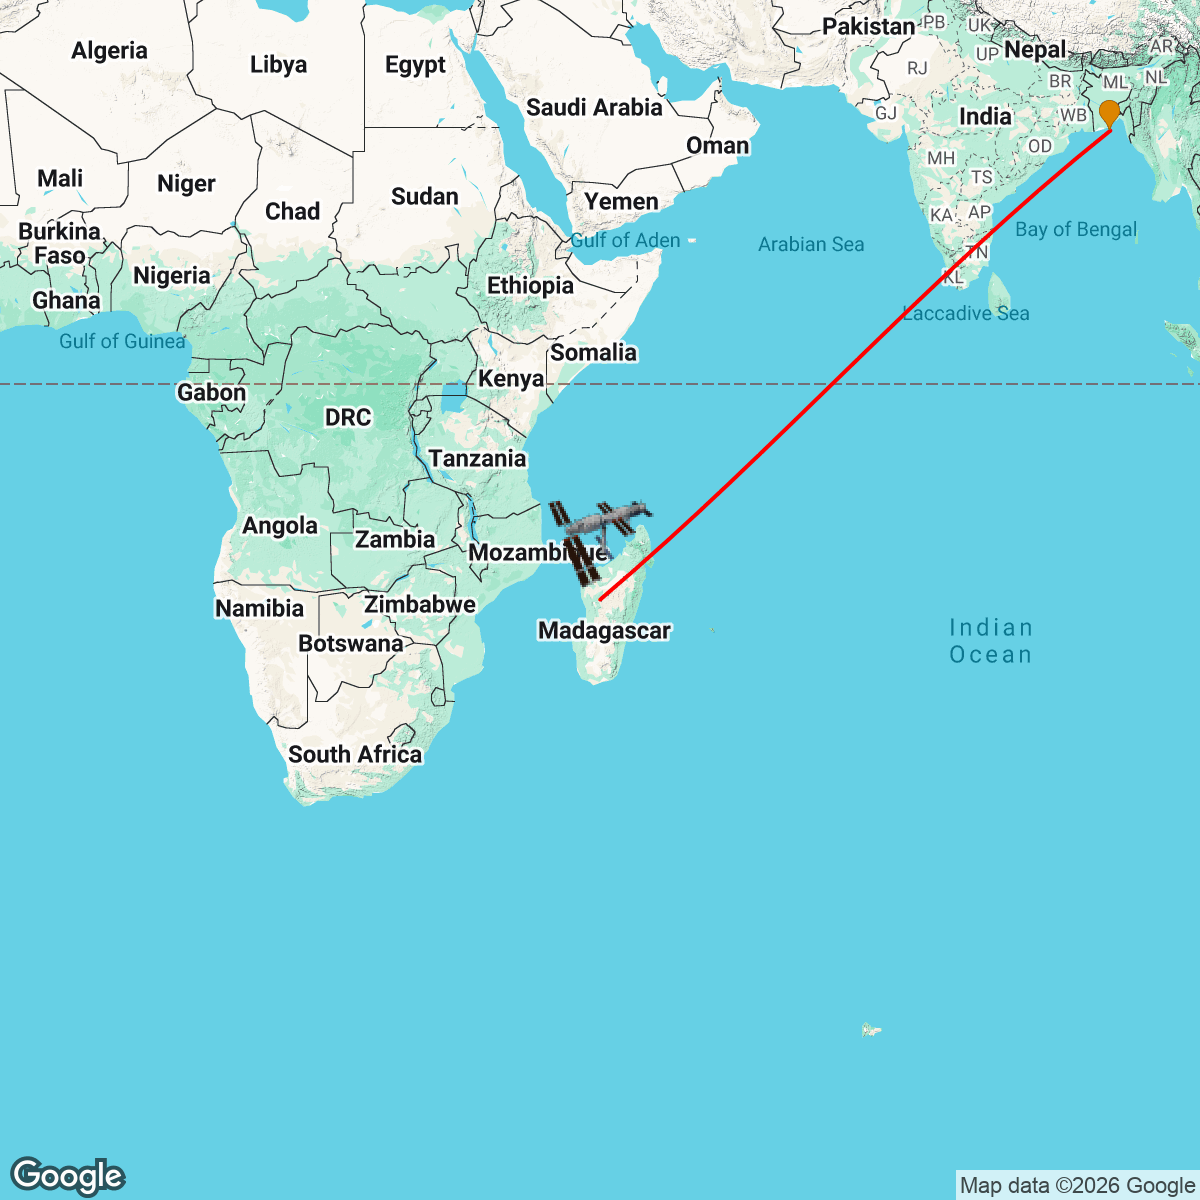 Algeria
Libya
Egypt
Pakistan
PB
UK
Nepal
AR
UP
RJ
BR
ML
NL
Saudi Arabia
GJ
India
WB
Oman
OD
MH
TS
Mali
Niger
Chad
Sudan
Yemen
KA
AP
Burkina
Faso
Gulf of Aden
Arabian Sea
Bay of Bengal
TN
Nigeria
KL
Ethiopia
Ghana
Laccadive Sea
Gulf of Guinea
Somalia
Kenya
Gabon
DRC
Tanzania
Angola
Zambia
Mozambique
Namibia
Zimbabwe
Botswana
Madagascar
Indian
Ocean
South Africa
Google
Map data ©2026 Google